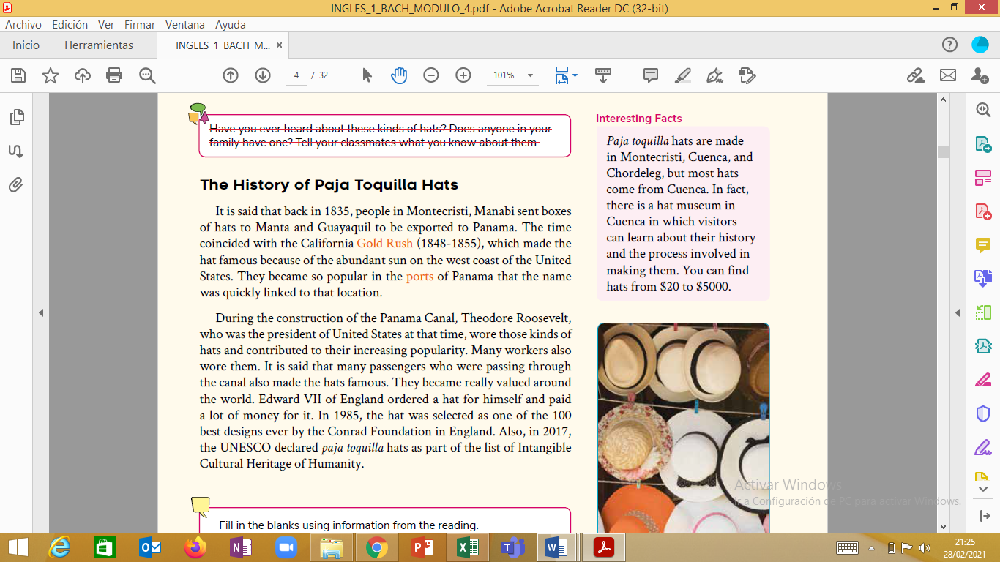 INGLES_1_BACH_MODULO_4.pdf - Adobe Acrobat Reader DC (32-bit)
Archivo Edición Ver Firmar Ventana Ayuda
Inicio Herramientas INGLES_1_BACH_M... ×
4 / 32 101%
Have you ever heard about these kinds of hats? Does anyone in your
family have one? Tell your classmates what you know about them.
The History of Paja Toquilla Hats
It is said that back in 1835, people in Montecristi, Manabi sent boxes
of hats to Manta and Guayaquil to be exported to Panama. The time
coincided with the California Gold Rush (1848-1855), which made the
hat famous because of the abundant sun on the west coast of the United
States. They became so popular in the ports of Panama that the name
was quickly linked to that location.
During the construction of the Panama Canal, Theodore Roosevelt,
who was the president of United States at that time, wore those kinds of
hats and contributed to their increasing popularity. Many workers also
wore them. It is said that many passengers who were passing through
the canal also made the hats famous. They became really valued around
the world. Edward VII of England ordered a hat for himself and paid
a lot of money for it. In 1985, the hat was selected as one of the 100
best designs ever by the Conrad Foundation in England. Also, in 2017,
the UNESCO declared paja toquilla hats as part of the list of Intangible
Cultural Heritage of Humanity.
Fill in the blanks using information from the reading.
Interesting Facts
Paja toquilla hats are made
in Montecristi, Cuenca, and
Chordeleg, but most hats
come from Cuenca. In fact,
there is a hat museum in
Cuenca in which visitors
can learn about their history
and the process involved in
making them. You can find
hats from $20 to $5000.
Activar Windows
Ir a Configuración de PC para activar Windows.
21:25
28/02/2021